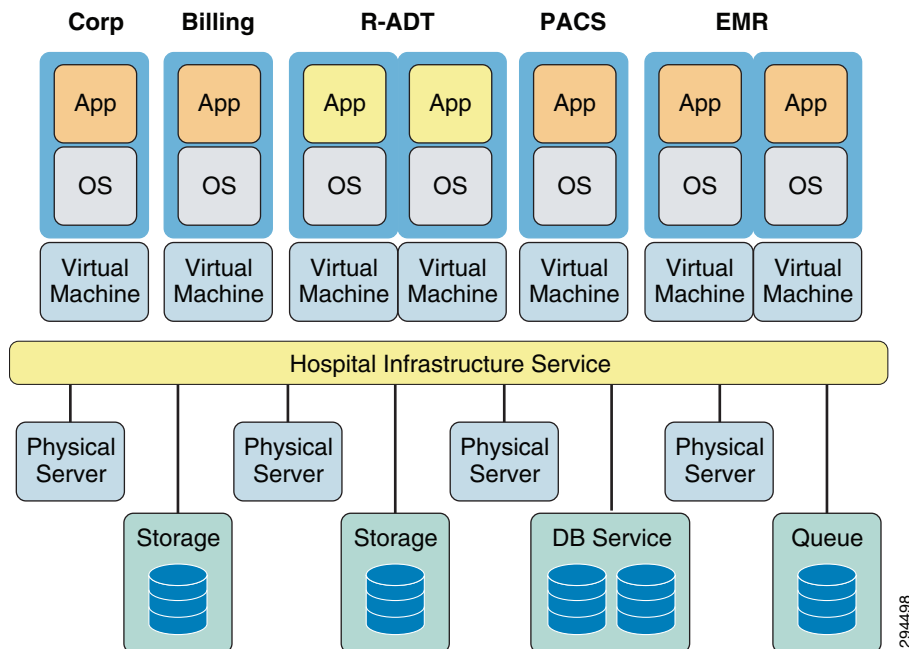 Corp Billing R-ADT PACS EMR
App App App App App App App
OS OS OS OS OS OS OS
Virtual Virtual Virtual Virtual Virtual Virtual Virtual
Machine Machine Machine Machine Machine Machine Machine
Hospital Infrastructure Service
Physical Physical Physical Physical
Server Server Server Server
Storage Storage DB Service Queue
294498